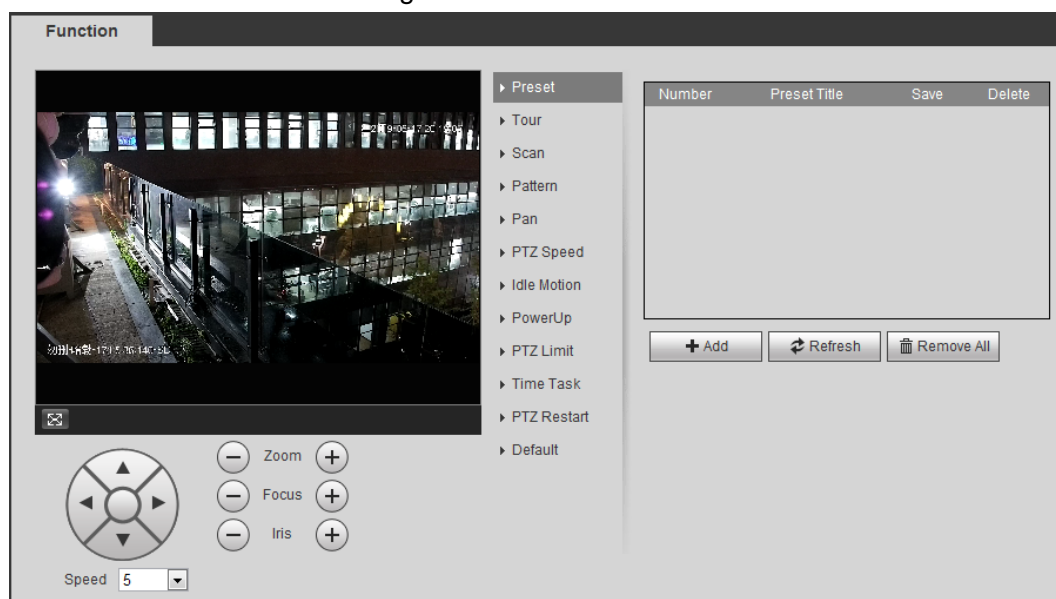 Function
Preset
Tour
Scan
Pattern
Pan
PTZ Speed
Idle Motion
PowerUp
PTZ Limit
Time Task
PTZ Restart
Default
Number Preset Title Save Delete
Add Refresh Remove All
Zoom
Focus
Iris
Speed 5